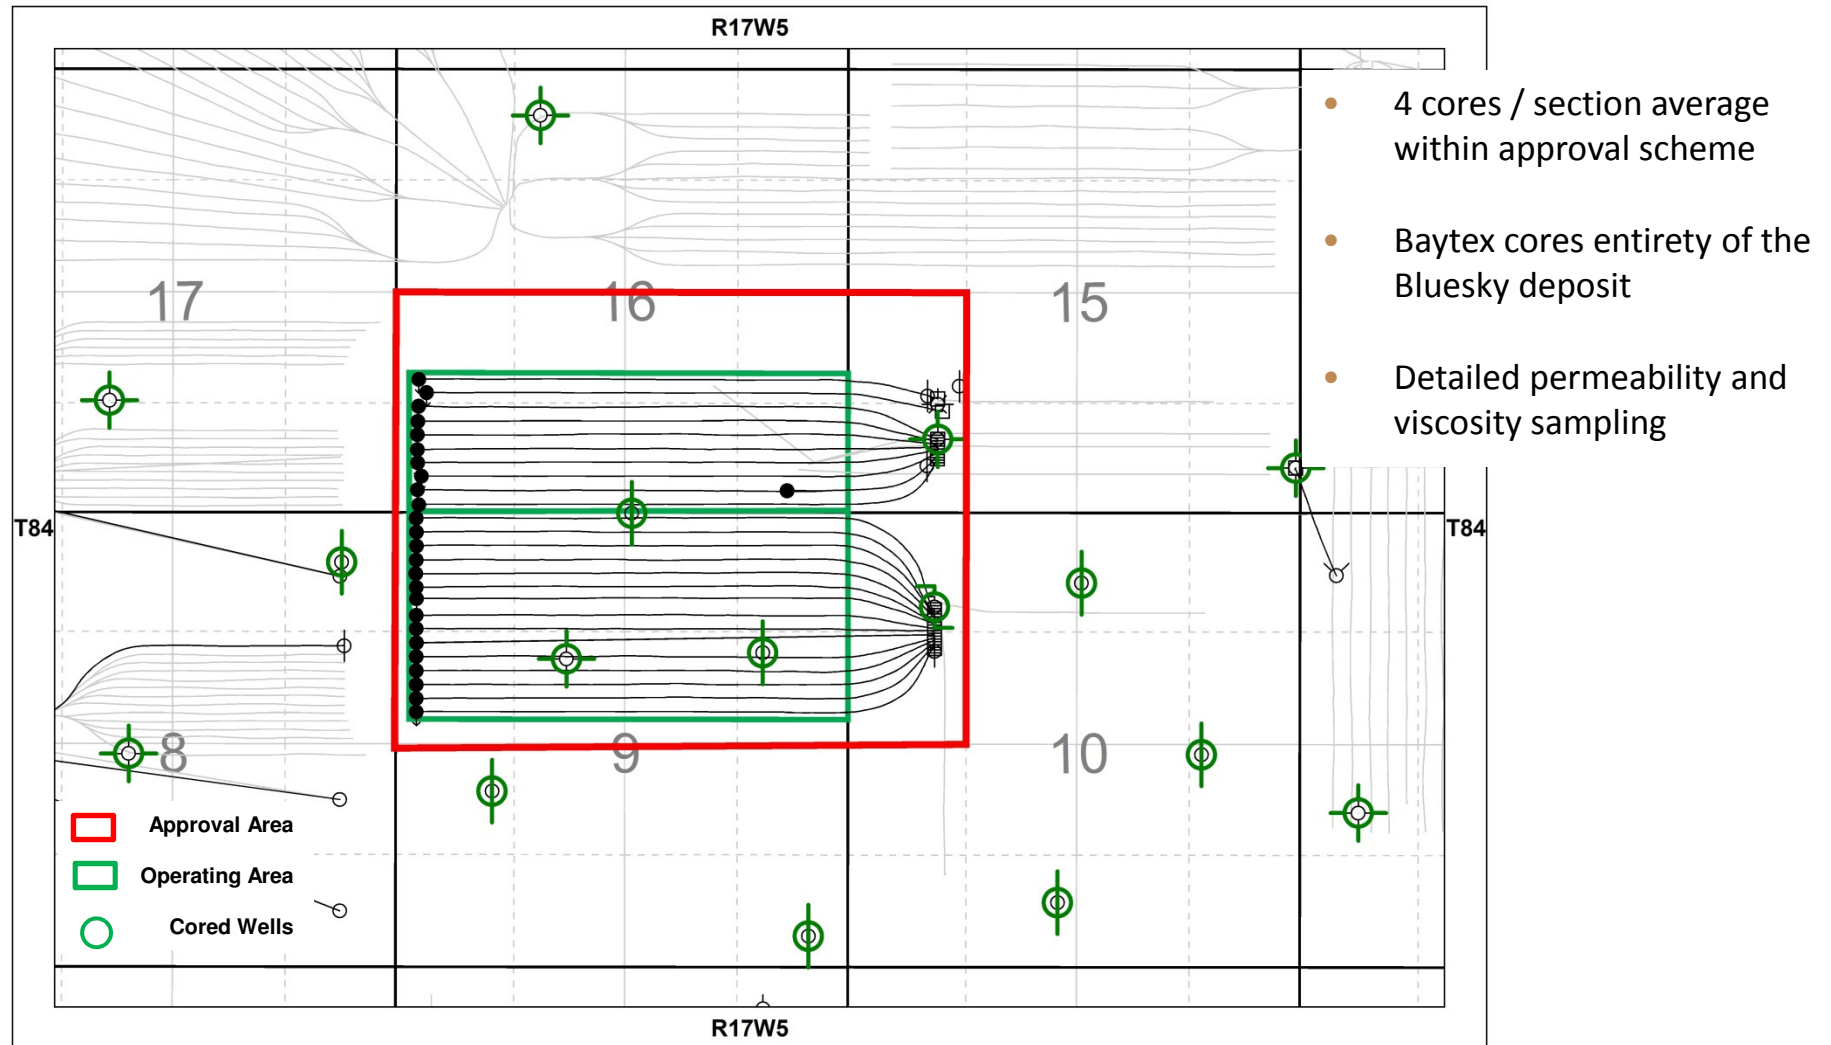 R17W5
17
16
15
T84
T84
8
9
10
Approval Area
Operating Area
Cored Wells
R17W5
• 4 cores / section average
within approval scheme
• Baytex cores entirety of the
Bluesky deposit
• Detailed permeability and
viscosity sampling